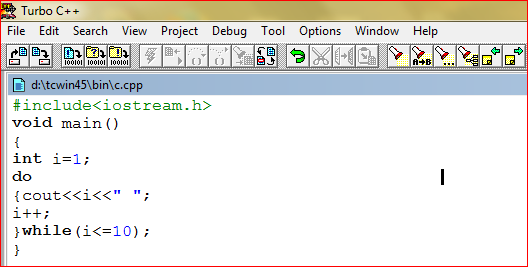 Turbo C++
File Edit Search View Project Debug Tool Options Window Help
d:\tcwin45\bin\c.cpp
#include<iostream.h>
void main()
{
int i=1;
do
{cout<<i<<" ";
i++;
}while(i<=10);
}